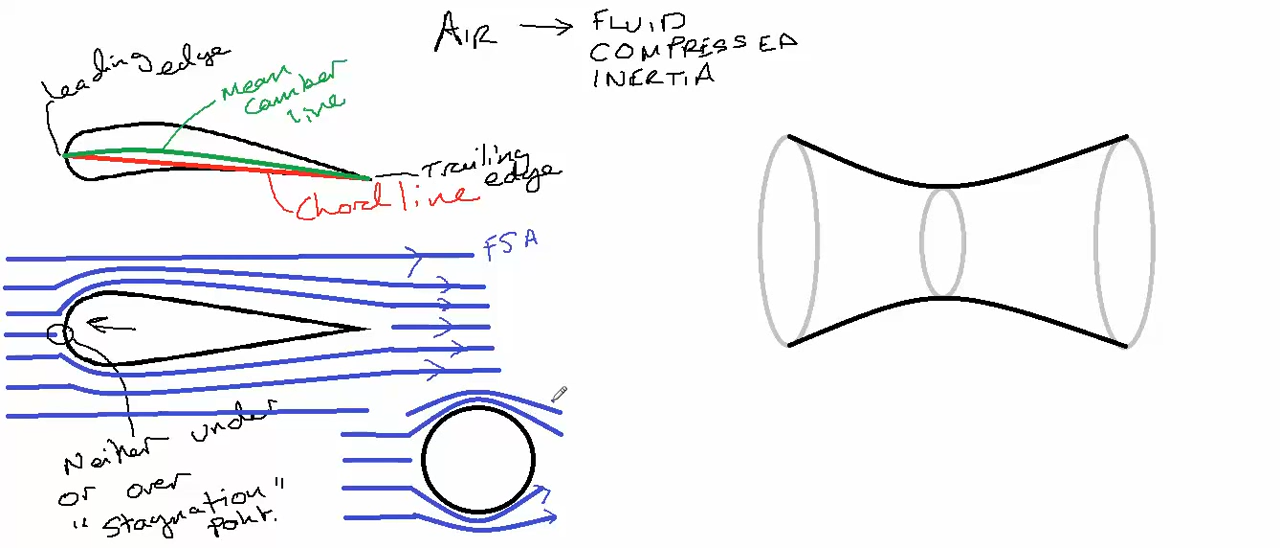 AIR → FLUID
COMPRESSED
INERTIA
Leading edge
Mean
camber
line
Trailing
edge
Chord line
FSA
Neither under
or over
"Stagnation"
point.